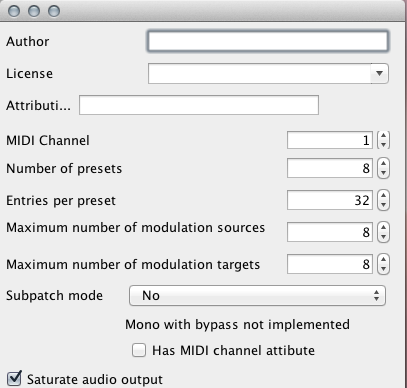 Author
License
Attributi...
MIDI Channel 1
Number of presets 8
Entries per preset 32
Maximum number of modulation sources 8
Maximum number of modulation targets 8
Subpatch mode No
Mono with bypass not implemented
Has MIDI channel attibute
Saturate audio output